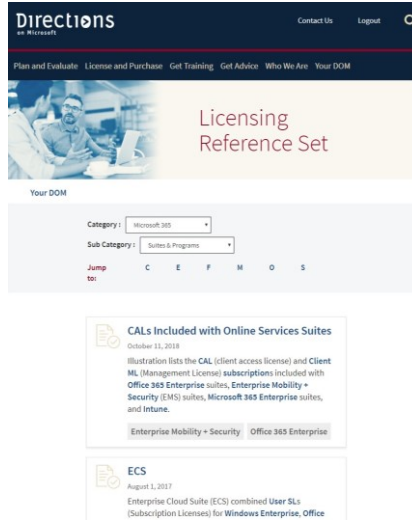 Directions
on Microsoft
Contact Us Logout
Plan and Evaluate License and Purchase Get Training Get Advice Who We Are Your DOM
Licensing
Reference Set
Your DOM
Category : Microsoft 365
Sub Category : Suites & Programs
Jump to: C E F M O S
CALs Included with Online Services Suites
October 11, 2018
Illustration lists the CAL (client access license) and Client
ML (Management License) subscriptions included with
Office 365 Enterprise suites, Enterprise Mobility +
Security (EMS) suites, Microsoft 365 Enterprise suites,
and Intune.
Enterprise Mobility + Security Office 365 Enterprise
ECS
August 1, 2017
Enterprise Cloud Suite (ECS) combined User SLs
(Subscription Licenses) for Windows Enterprise, Office